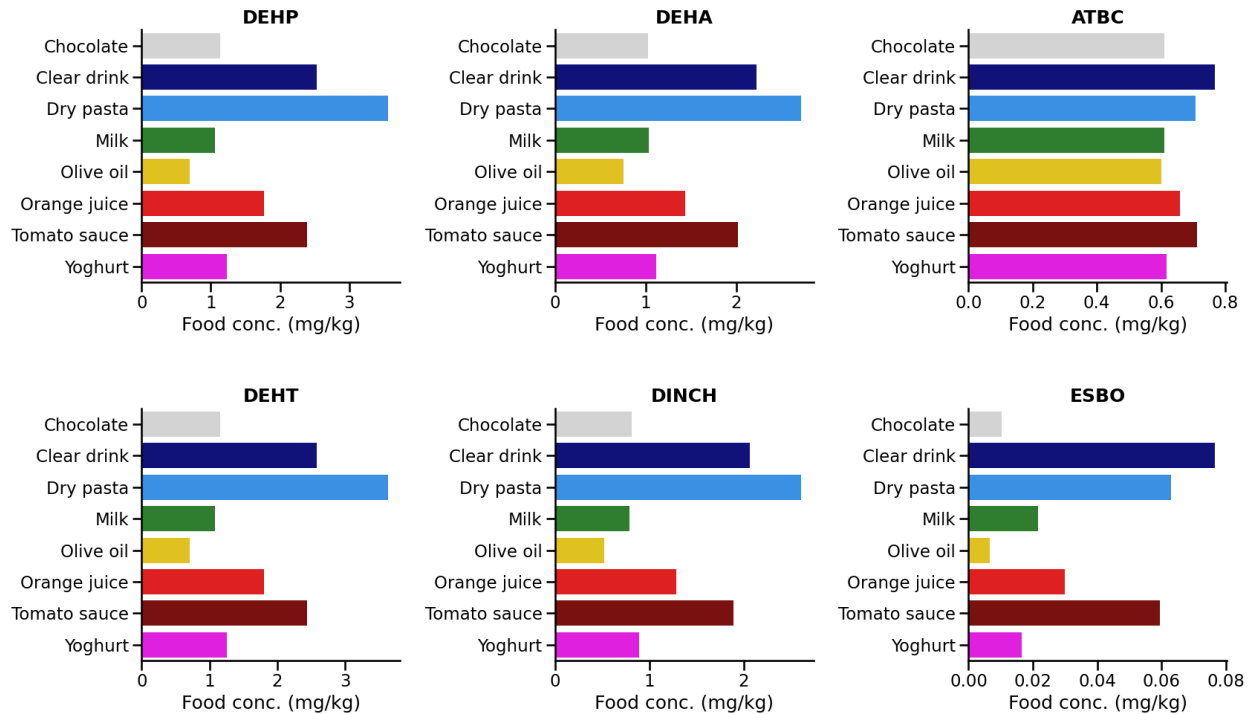 DEHP
Chocolate
Clear drink
Dry pasta
Milk
Olive oil
Orange juice
Tomato sauce
Yoghurt
0 1 2 3
Food conc. (mg/kg)
DEHA
Chocolate
Clear drink
Dry pasta
Milk
Olive oil
Orange juice
Tomato sauce
Yoghurt
0 1 2
Food conc. (mg/kg)
ATBC
Chocolate
Clear drink
Dry pasta
Milk
Olive oil
Orange juice
Tomato sauce
Yoghurt
0.0 0.2 0.4 0.6 0.8
Food conc. (mg/kg)
DEHT
Chocolate
Clear drink
Dry pasta
Milk
Olive oil
Orange juice
Tomato sauce
Yoghurt
0 1 2 3
Food conc. (mg/kg)
DINCH
Chocolate
Clear drink
Dry pasta
Milk
Olive oil
Orange juice
Tomato sauce
Yoghurt
0 1 2
Food conc. (mg/kg)
ESBO
Chocolate
Clear drink
Dry pasta
Milk
Olive oil
Orange juice
Tomato sauce
Yoghurt
0.00 0.02 0.04 0.06 0.08
Food conc. (mg/kg)